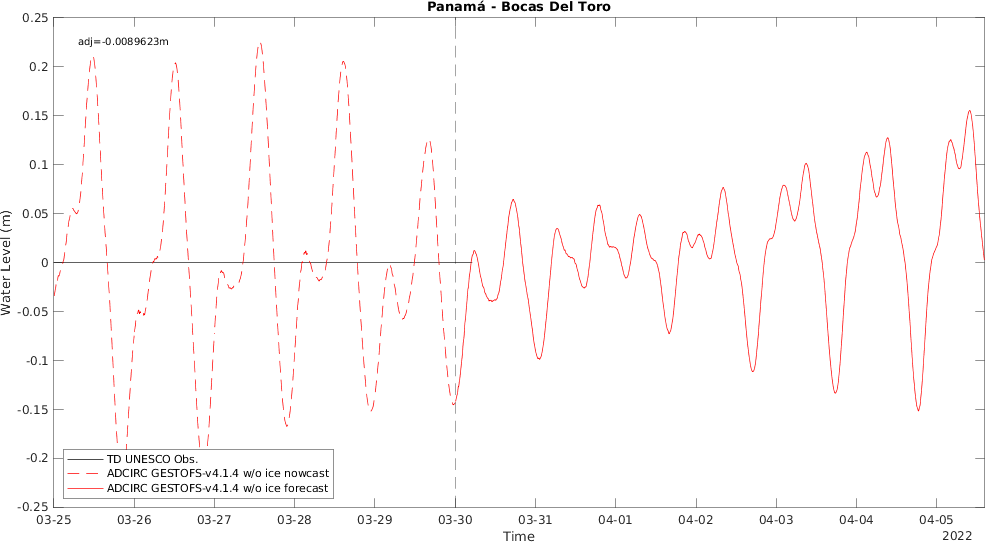 Panamá - Bocas Del Toro
adj=-0.0089623m
0.25
0.2
0.15
0.1
0.05
0
-0.05
-0.1
-0.15
-0.2
-0.25
Water Level (m)
TD UNESCO Obs.
ADCIRC GESTOFS-v4.1.4 w/o ice nowcast
ADCIRC GESTOFS-v4.1.4 w/o ice forecast
03-25 03-26 03-27 03-28 03-29 03-30 03-31 04-01 04-02 04-03 04-04 04-05
2022
Time